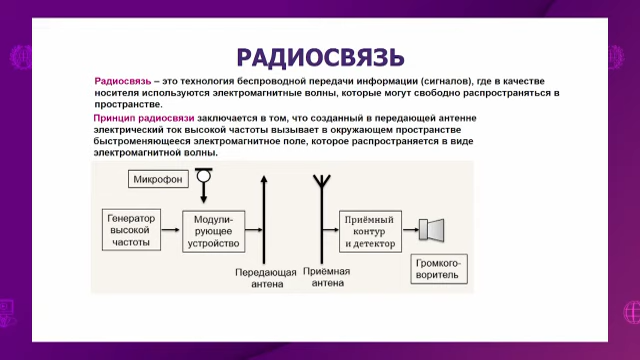 РАДИОСВЯЗЬ
Радиосвязь – это технология беспроводной передачи информации (сигналов), где в качестве
носителя используются электромагнитные волны, которые могут свободно распространяться в
пространстве.
Принцип радиосвязи заключается в том, что созданный в передающей антенне
электрический ток высокой частоты вызывает в окружающем пространстве
быстроменяющееся электромагнитное поле, которое распространяется в виде
электромагнитной волны.
Микрофон
Генератор
высокой
частоты
Модули-
рующее
устройство
Передающая
антена
Приёмная
антена
Приёмный
контур
и детектор
Громкого-
воритель